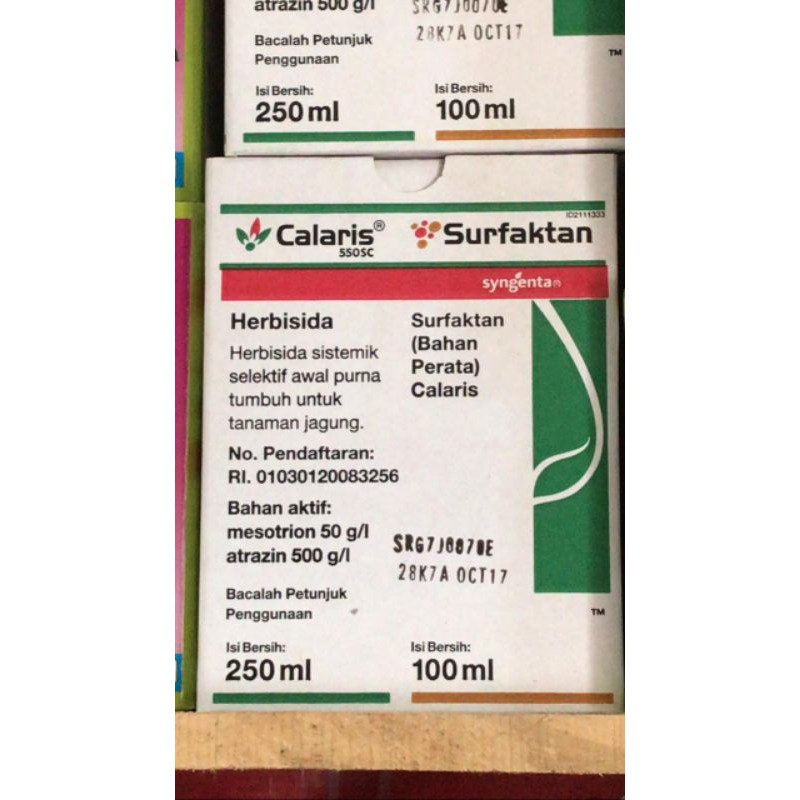 atrazin 500 g/l
SRG7J0070E
28K7A OCT17
Bacalah Petunjuk
Penggunaan
TM
Isi Bersih:
250 ml
Isi Bersih:
100 ml
ID2111333
Calaris®
550SC
Surfaktan
syngenta®
Herbisida
Herbisida sistemik
selektif awal purna
tumbuh untuk
tanaman jagung.
Surfaktan
(Bahan
Perata)
Calaris
No. Pendaftaran:
RI. 01030120083256
Bahan aktif:
mesotrion 50 g/l
atrazin 500 g/l
SRG7J0070E
28K7A OCT17
Bacalah Petunjuk
Penggunaan
TM
Isi Bersih:
250 ml
Isi Bersih:
100 ml